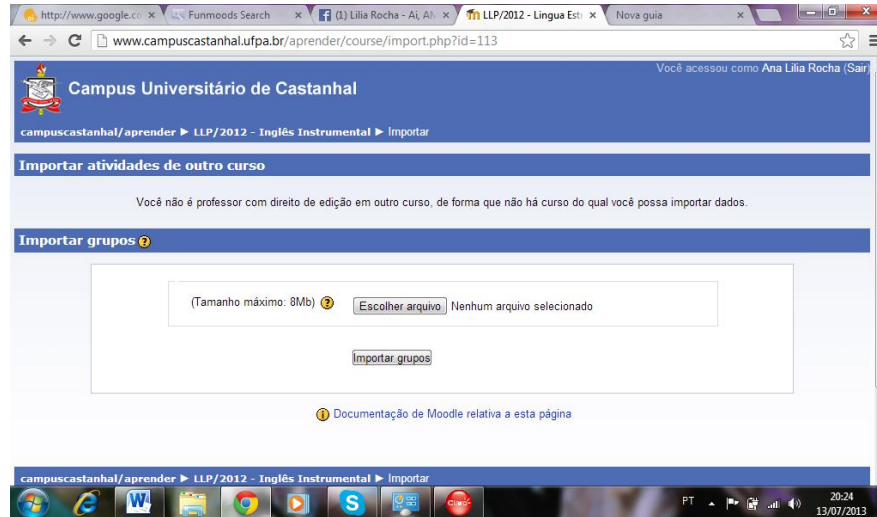 http://www.google.co
Funmoods Search
(1) Lilia Rocha - Ai, AN
LLP/2012 - Lingua Estr
Nova guia
www.campuscastanhal.ufpa.br/aprender/course/import.php?id=113
Você acessou como Ana Lilia Rocha (Sair)
Campus Universitário de Castanhal
campuscastanhal/aprender ► LLP/2012 - Inglês Instrumental ► Importar
Importar atividades de outro curso
Você não é professor com direito de edição em outro curso, de forma que não há curso do qual você possa importar dados.
Importar grupos
(Tamanho máximo: 8Mb) Escolher arquivo Nenhum arquivo selecionado
Importar grupos
Documentação de Moodle relativa a esta página
campuscastanhal/aprender ► LLP/2012 - Inglês Instrumental ► Importar
PT
20:24
13/07/2013